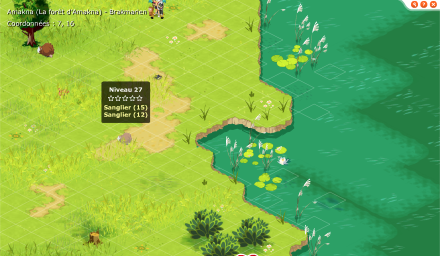 Amakna (La forêt d'Amakna) - Brakmarien
Coordonnées : 7, 16
Niveau 27
Sanglier (15)
Sanglier (12)